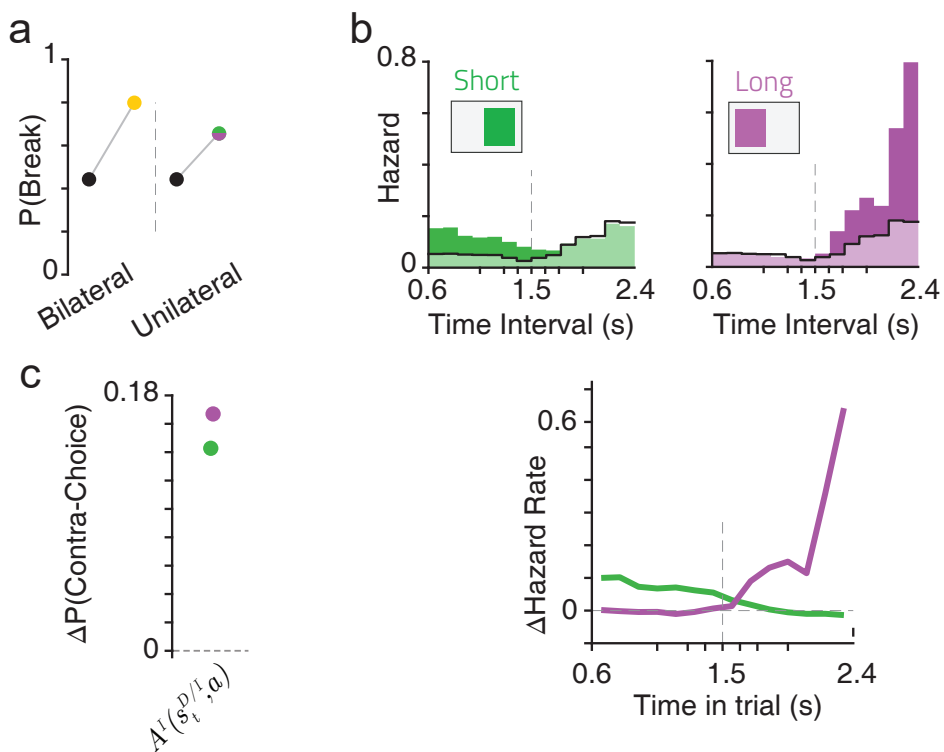 a
1
P(Break)
0
Bilateral
Unilateral
b
0.8
Hazard
0
Short
0.6
1.5
2.4
Time Interval (s)
Long
0.6
1.5
2.4
Time Interval (s)
c
0.18
ΔP(Contra-Choice)
0
A^I(s_t^{D/I}, a)
0.6
ΔHazard Rate
0
0.6
1.5
2.4
Time in trial (s)